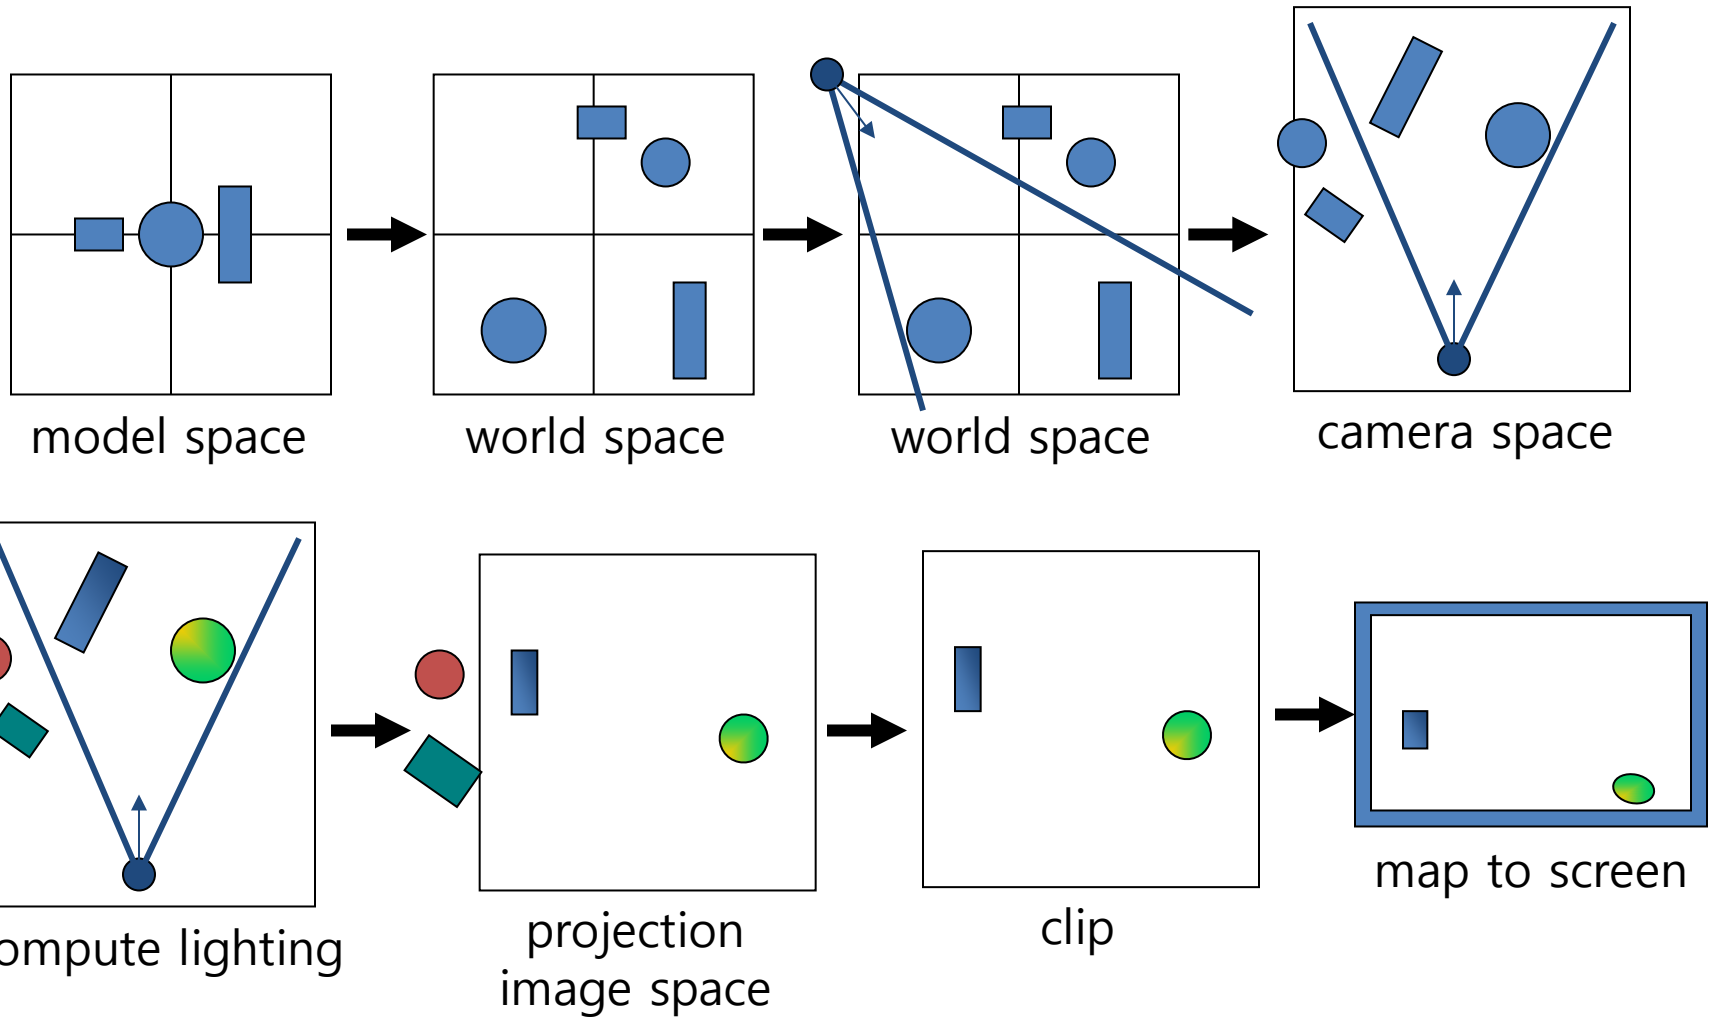 model space
world space
world space
camera space
ompute lighting
projection
image space
clip
map to screen